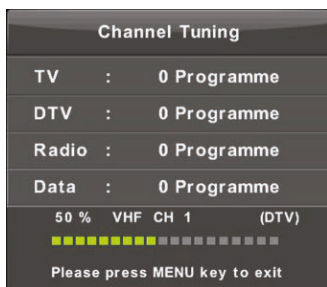 Channel Tuning
TV : 0 Programme
DTV : 0 Programme
Radio : 0 Programme
Data : 0 Programme
50 % VHF CH 1 (DTV)
Please press MENU key to exit